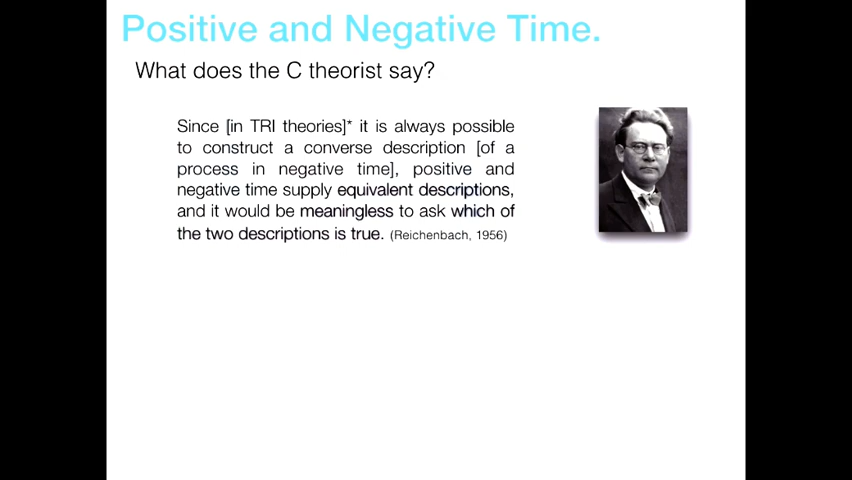 Positive and Negative Time.
What does the C theorist say?
Since [in TRI theories]* it is always possible
to construct a converse description [of a
process in negative time], positive and
negative time supply equivalent descriptions,
and it would be meaningless to ask which of
the two descriptions is true. (Reichenbach, 1956)